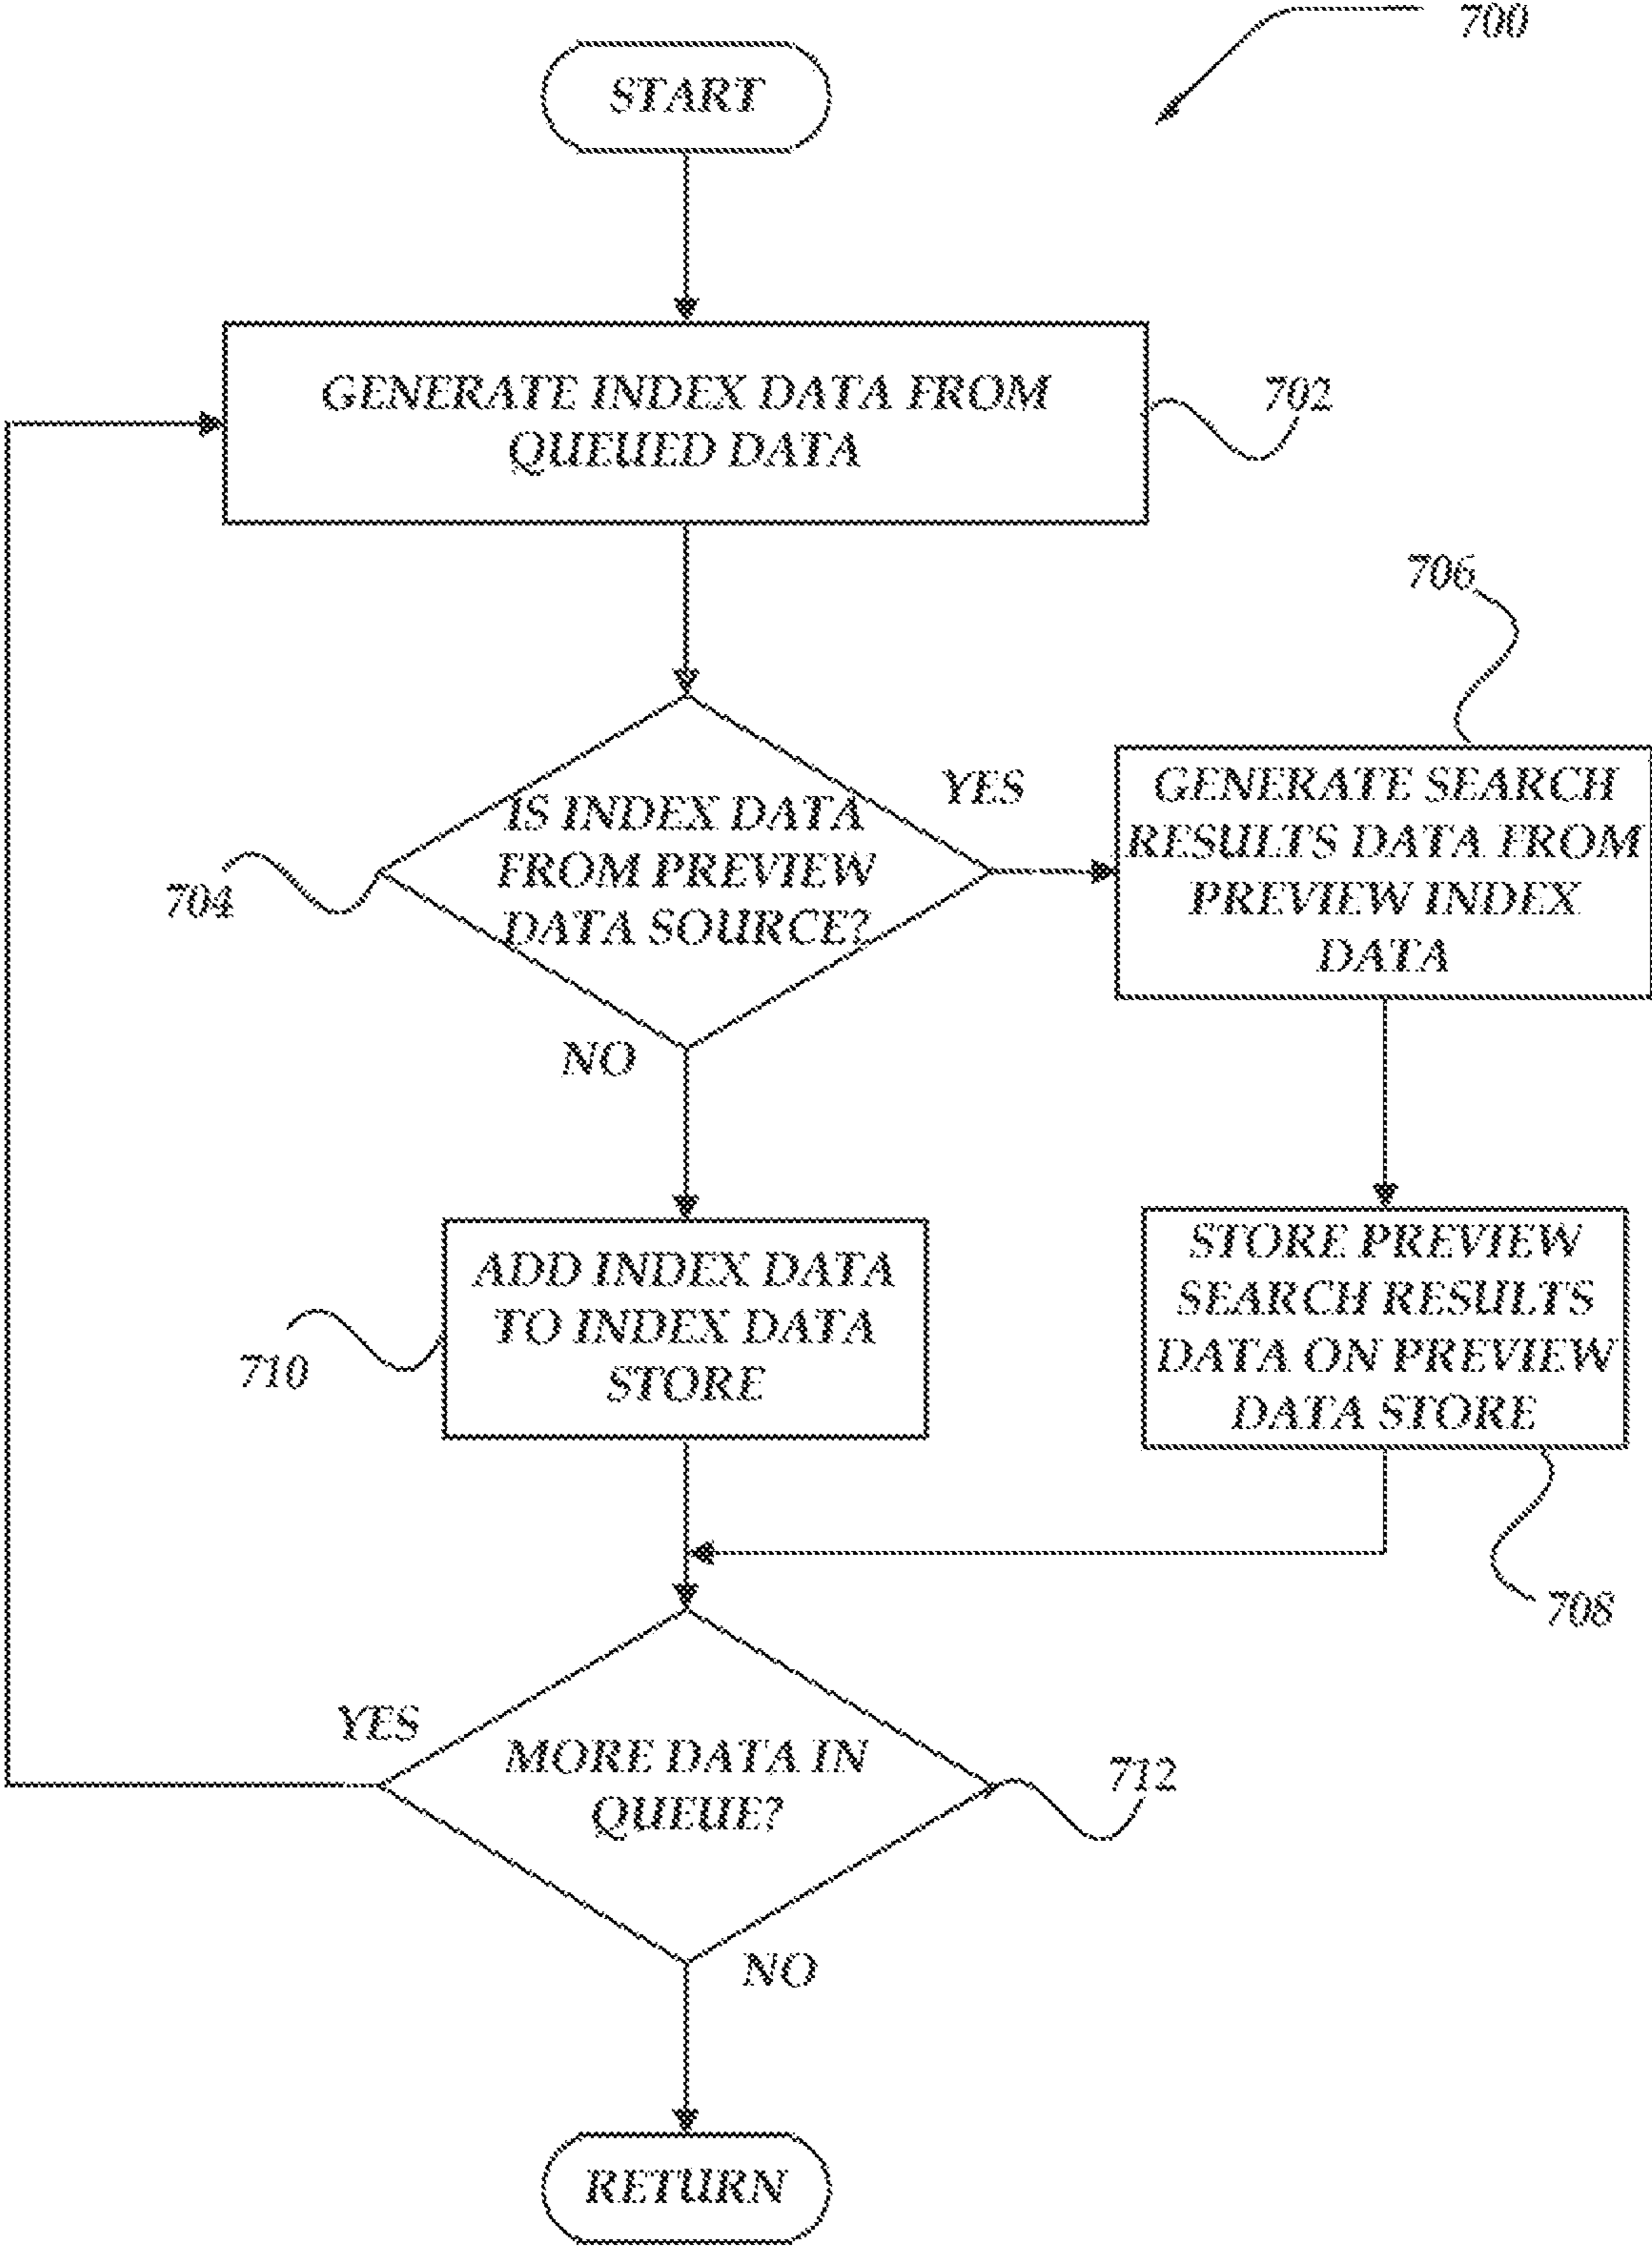 700
START
GENERATE INDEX DATA FROM
QUEUED DATA
702
706
IS INDEX DATA
FROM PREVIEW
DATA SOURCE?
YES
704
NO
GENERATE SEARCH
RESULTS DATA FROM
PREVIEW INDEX
DATA
ADD INDEX DATA
TO INDEX DATA
STORE
710
STORE PREVIEW
SEARCH RESULTS
DATA ON PREVIEW
DATA STORE
708
YES
MORE DATA IN
QUEUE?
712
NO
RETURN